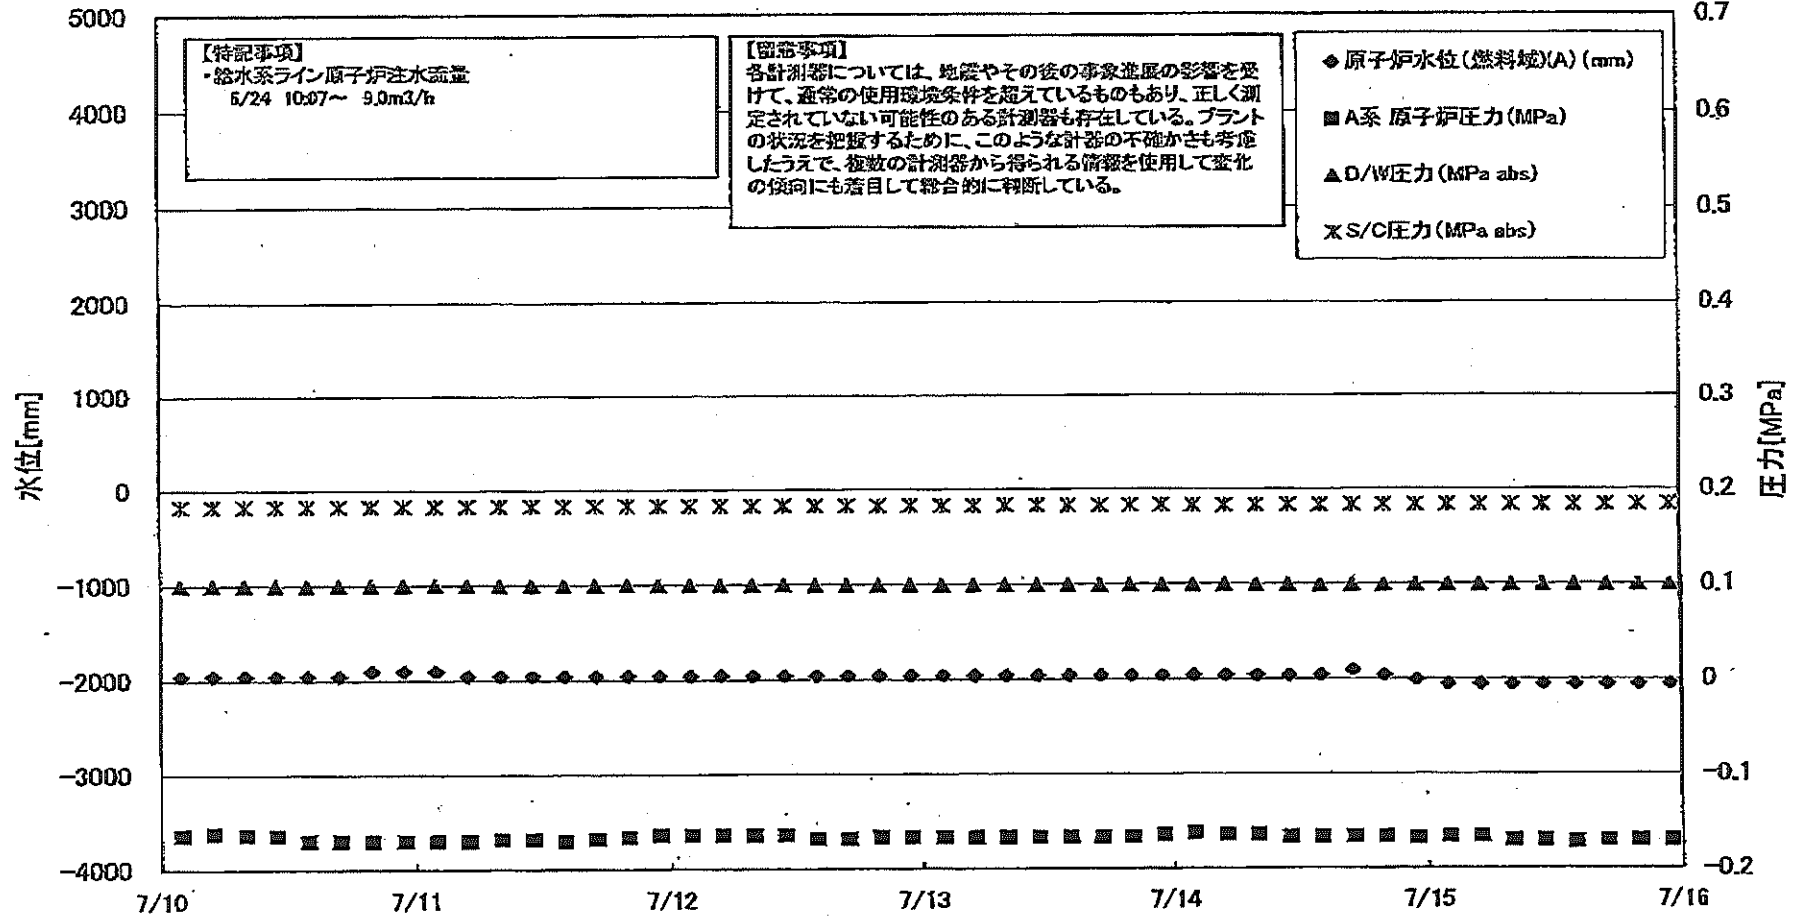 5000
4000
3000
2000
1000
0
-1000
-2000
-3000
-4000
水位[mm]
【特記事項】
・給水系ライン原子炉注水流量
6/24 10:07～ 9.0m3/h
【留意事項】
各計測器については、地震やその後の事象進展の影響を受
けて、通常の使用環境条件を超えているものもあり、正しく測
定されていない可能性のある計測器も存在している。プラント
の状況を把握するために、このような計器の不確かさも考慮
したうえで、複数の計測器から得られる情報を使用して変化
の傾向にも着目して総合的に判断している。
原子炉水位(燃料域)(A)(mm)
A系 原子炉圧力(MPa)
D/W圧力(MPa abs)
S/C圧力(MPa abs)
0.7
0.6
0.5
0.4
0.3
0.2
0.1
0
-0.1
-0.2
圧力[MPa]
7/10 7/11 7/12 7/13 7/14 7/15 7/16